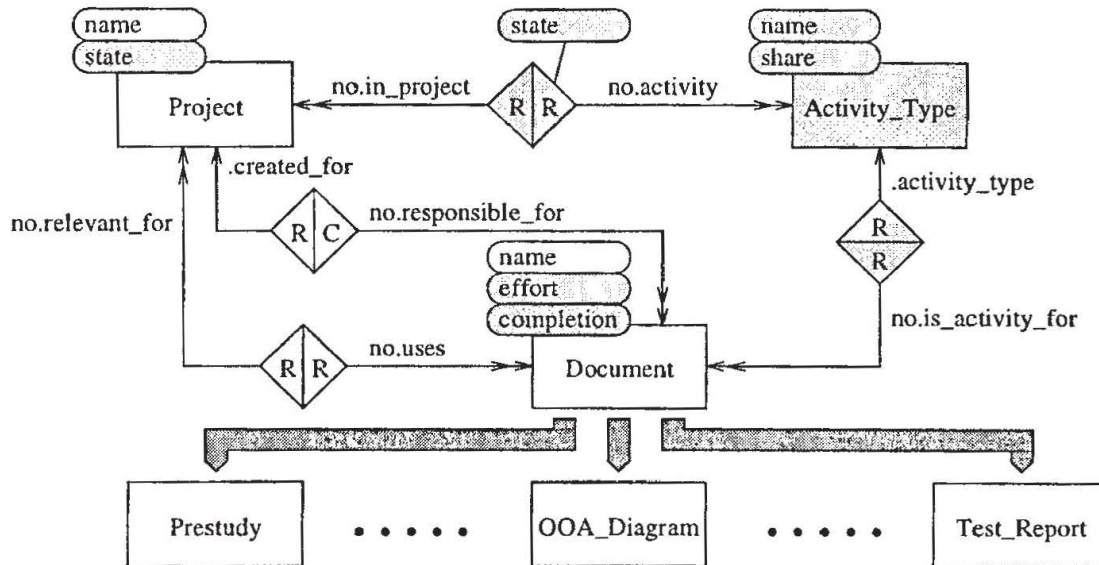 name
state
name
state
share
no.in_project
no.activity
Project
R
R
Activity_Type
.created_for
.activity_type
no.relevant_for
no.responsible_for
R
C
R
R
name
effort
completion
no.is_activity_for
no.uses
R
R
Document
Prestudy
OOA_Diagram
Test_Report